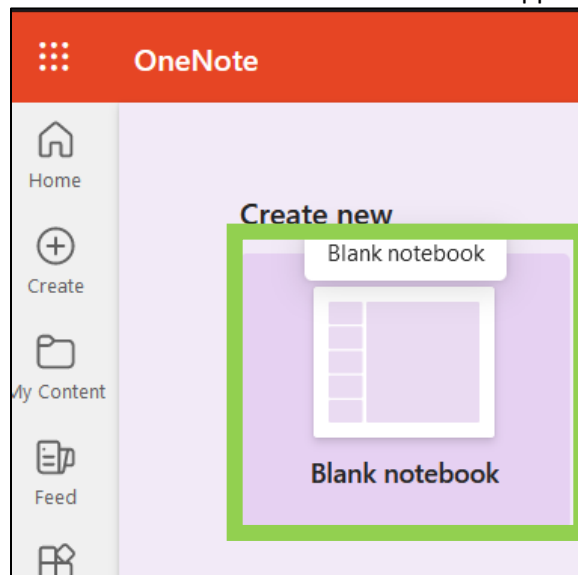 OneNote
Home
Create
My Content
Feed
Create new
Blank notebook
Blank notebook